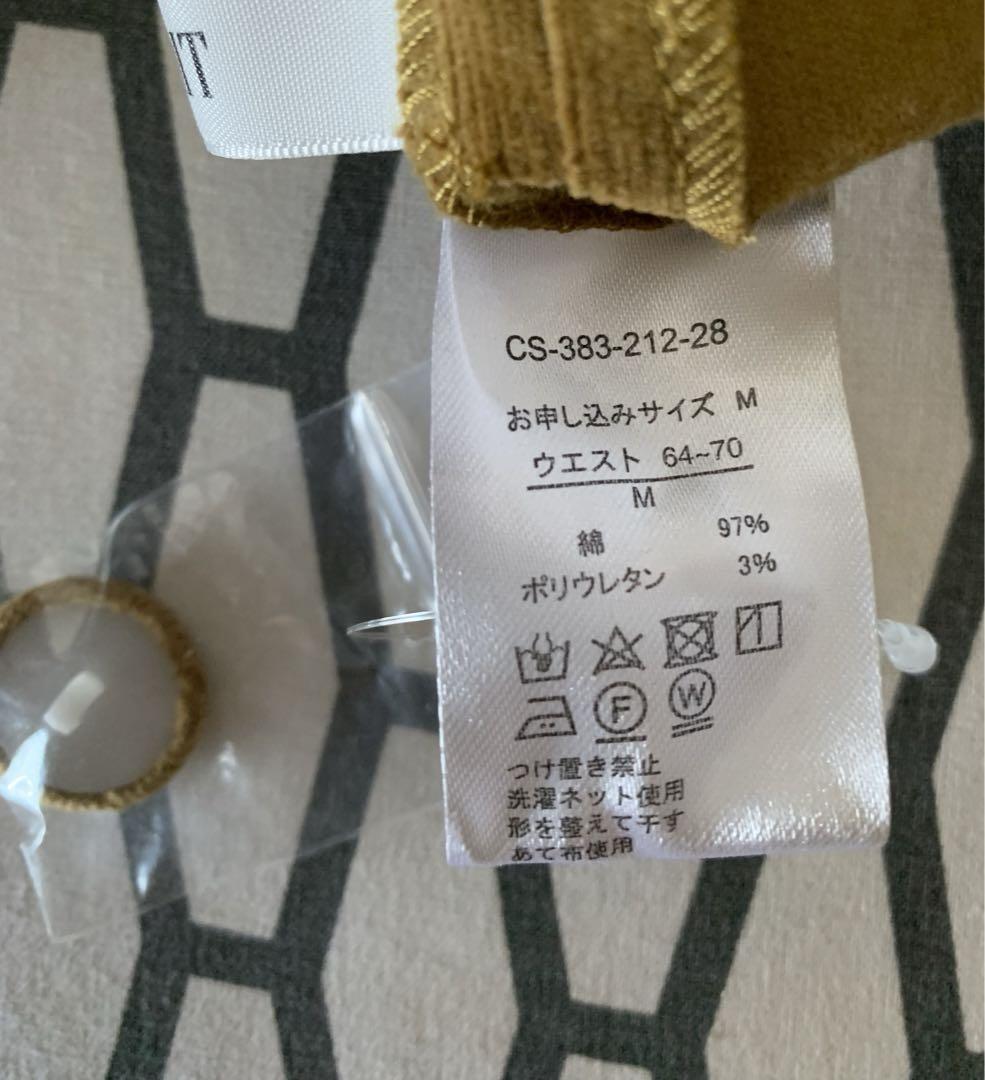 IT
CS-383-212-28
お申し込みサイズ M
ウエスト 64~70
M
綿 97%
ポリウレタン 3%
F W
つけ置き禁止
洗濯ネット使用
形を整えて干す
あて布使用